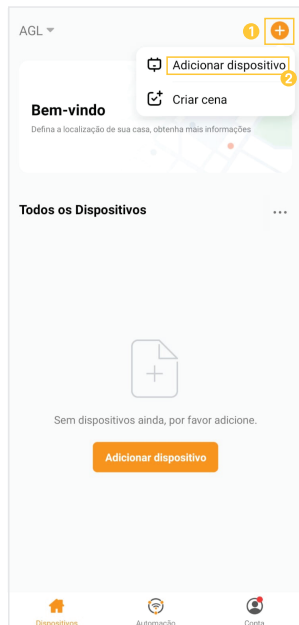 AGL
1
Adicionar dispositivo
2
Criar cena
Bem-vindo
Defina a localização de sua casa, obtenha mais informações
Todos os Dispositivos
Sem dispositivos ainda, por favor adicione.
Adicionar dispositivo
Dispositivos
Automação
Conta